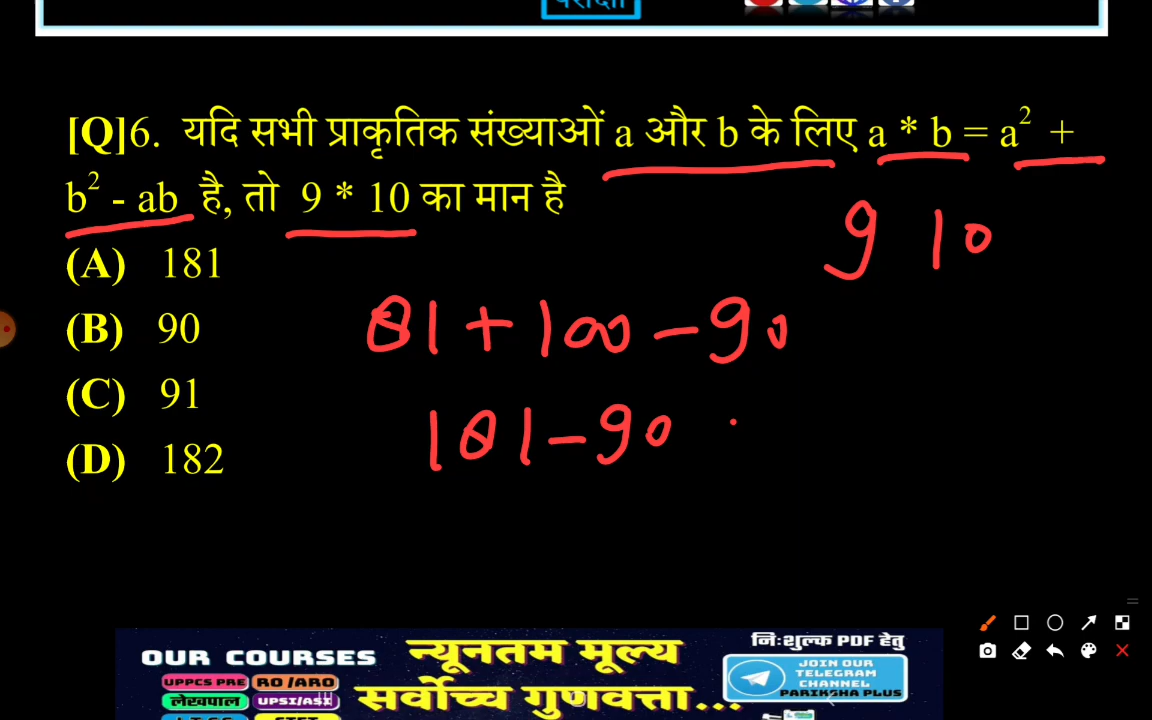 परीक्षा
[Q]6. यदि सभी प्राकृतिक संख्याओं a और b के लिए a * b = a² +
b² - ab है, तो 9 * 10 का मान है
9 10
(A) 181
81 + 100 - 90
(B) 90
(C) 91
181 - 90
(D) 182
OUR COURSES
UPPCS PRE RO /ARO
लेखपाल UPSI/ASI
न्यूनतम मूल्य
सर्वोच्च गुणवत्ता...
नि:शुल्क PDF हेतु
JOIN OUR
TELEGRAM
CHANNEL
PARIKSHA PLUS